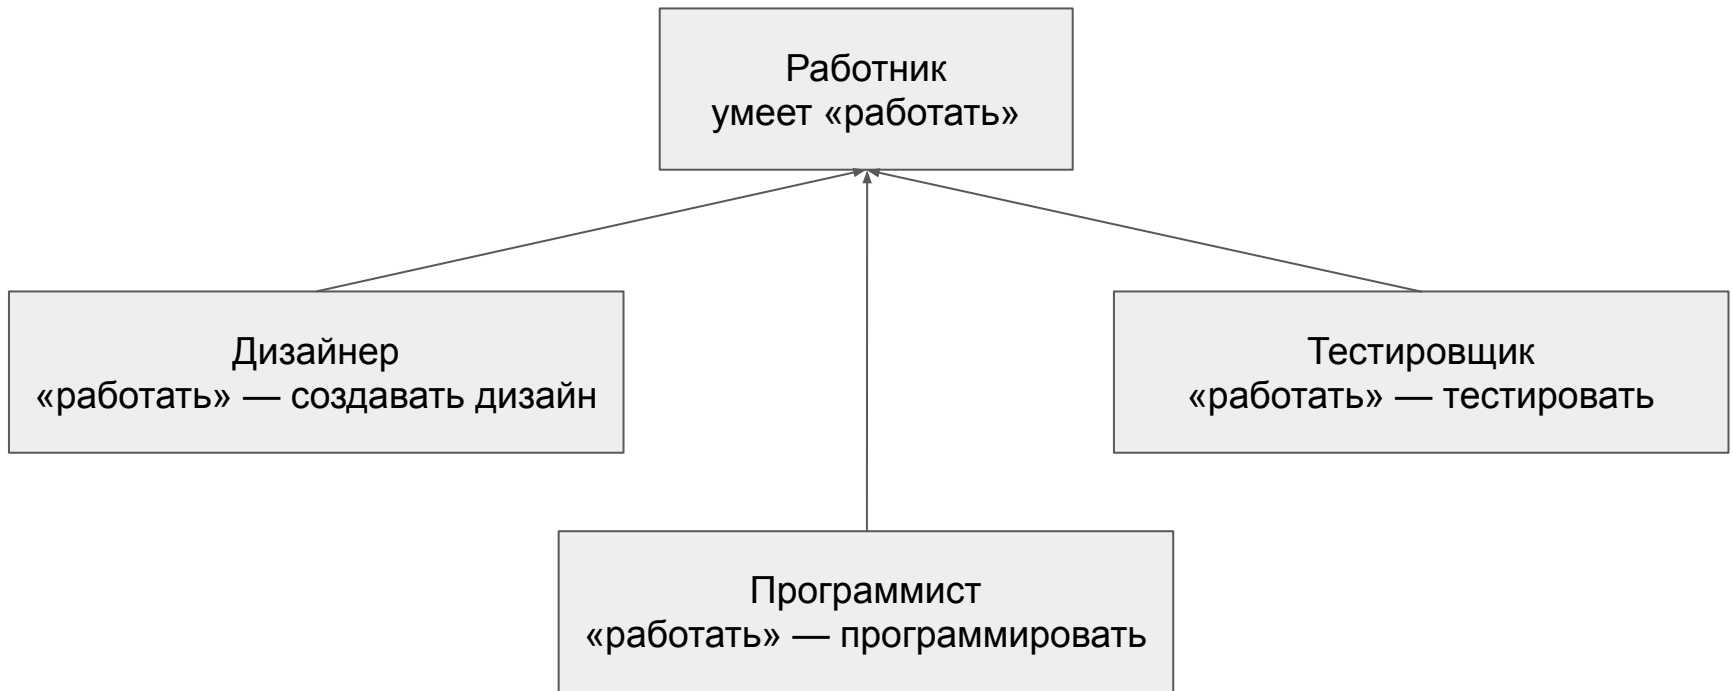 Работник
умеет «работать»
Дизайнер
«работать» — создавать дизайн
Тестировщик
«работать» — тестировать
Программист
«работать» — программировать